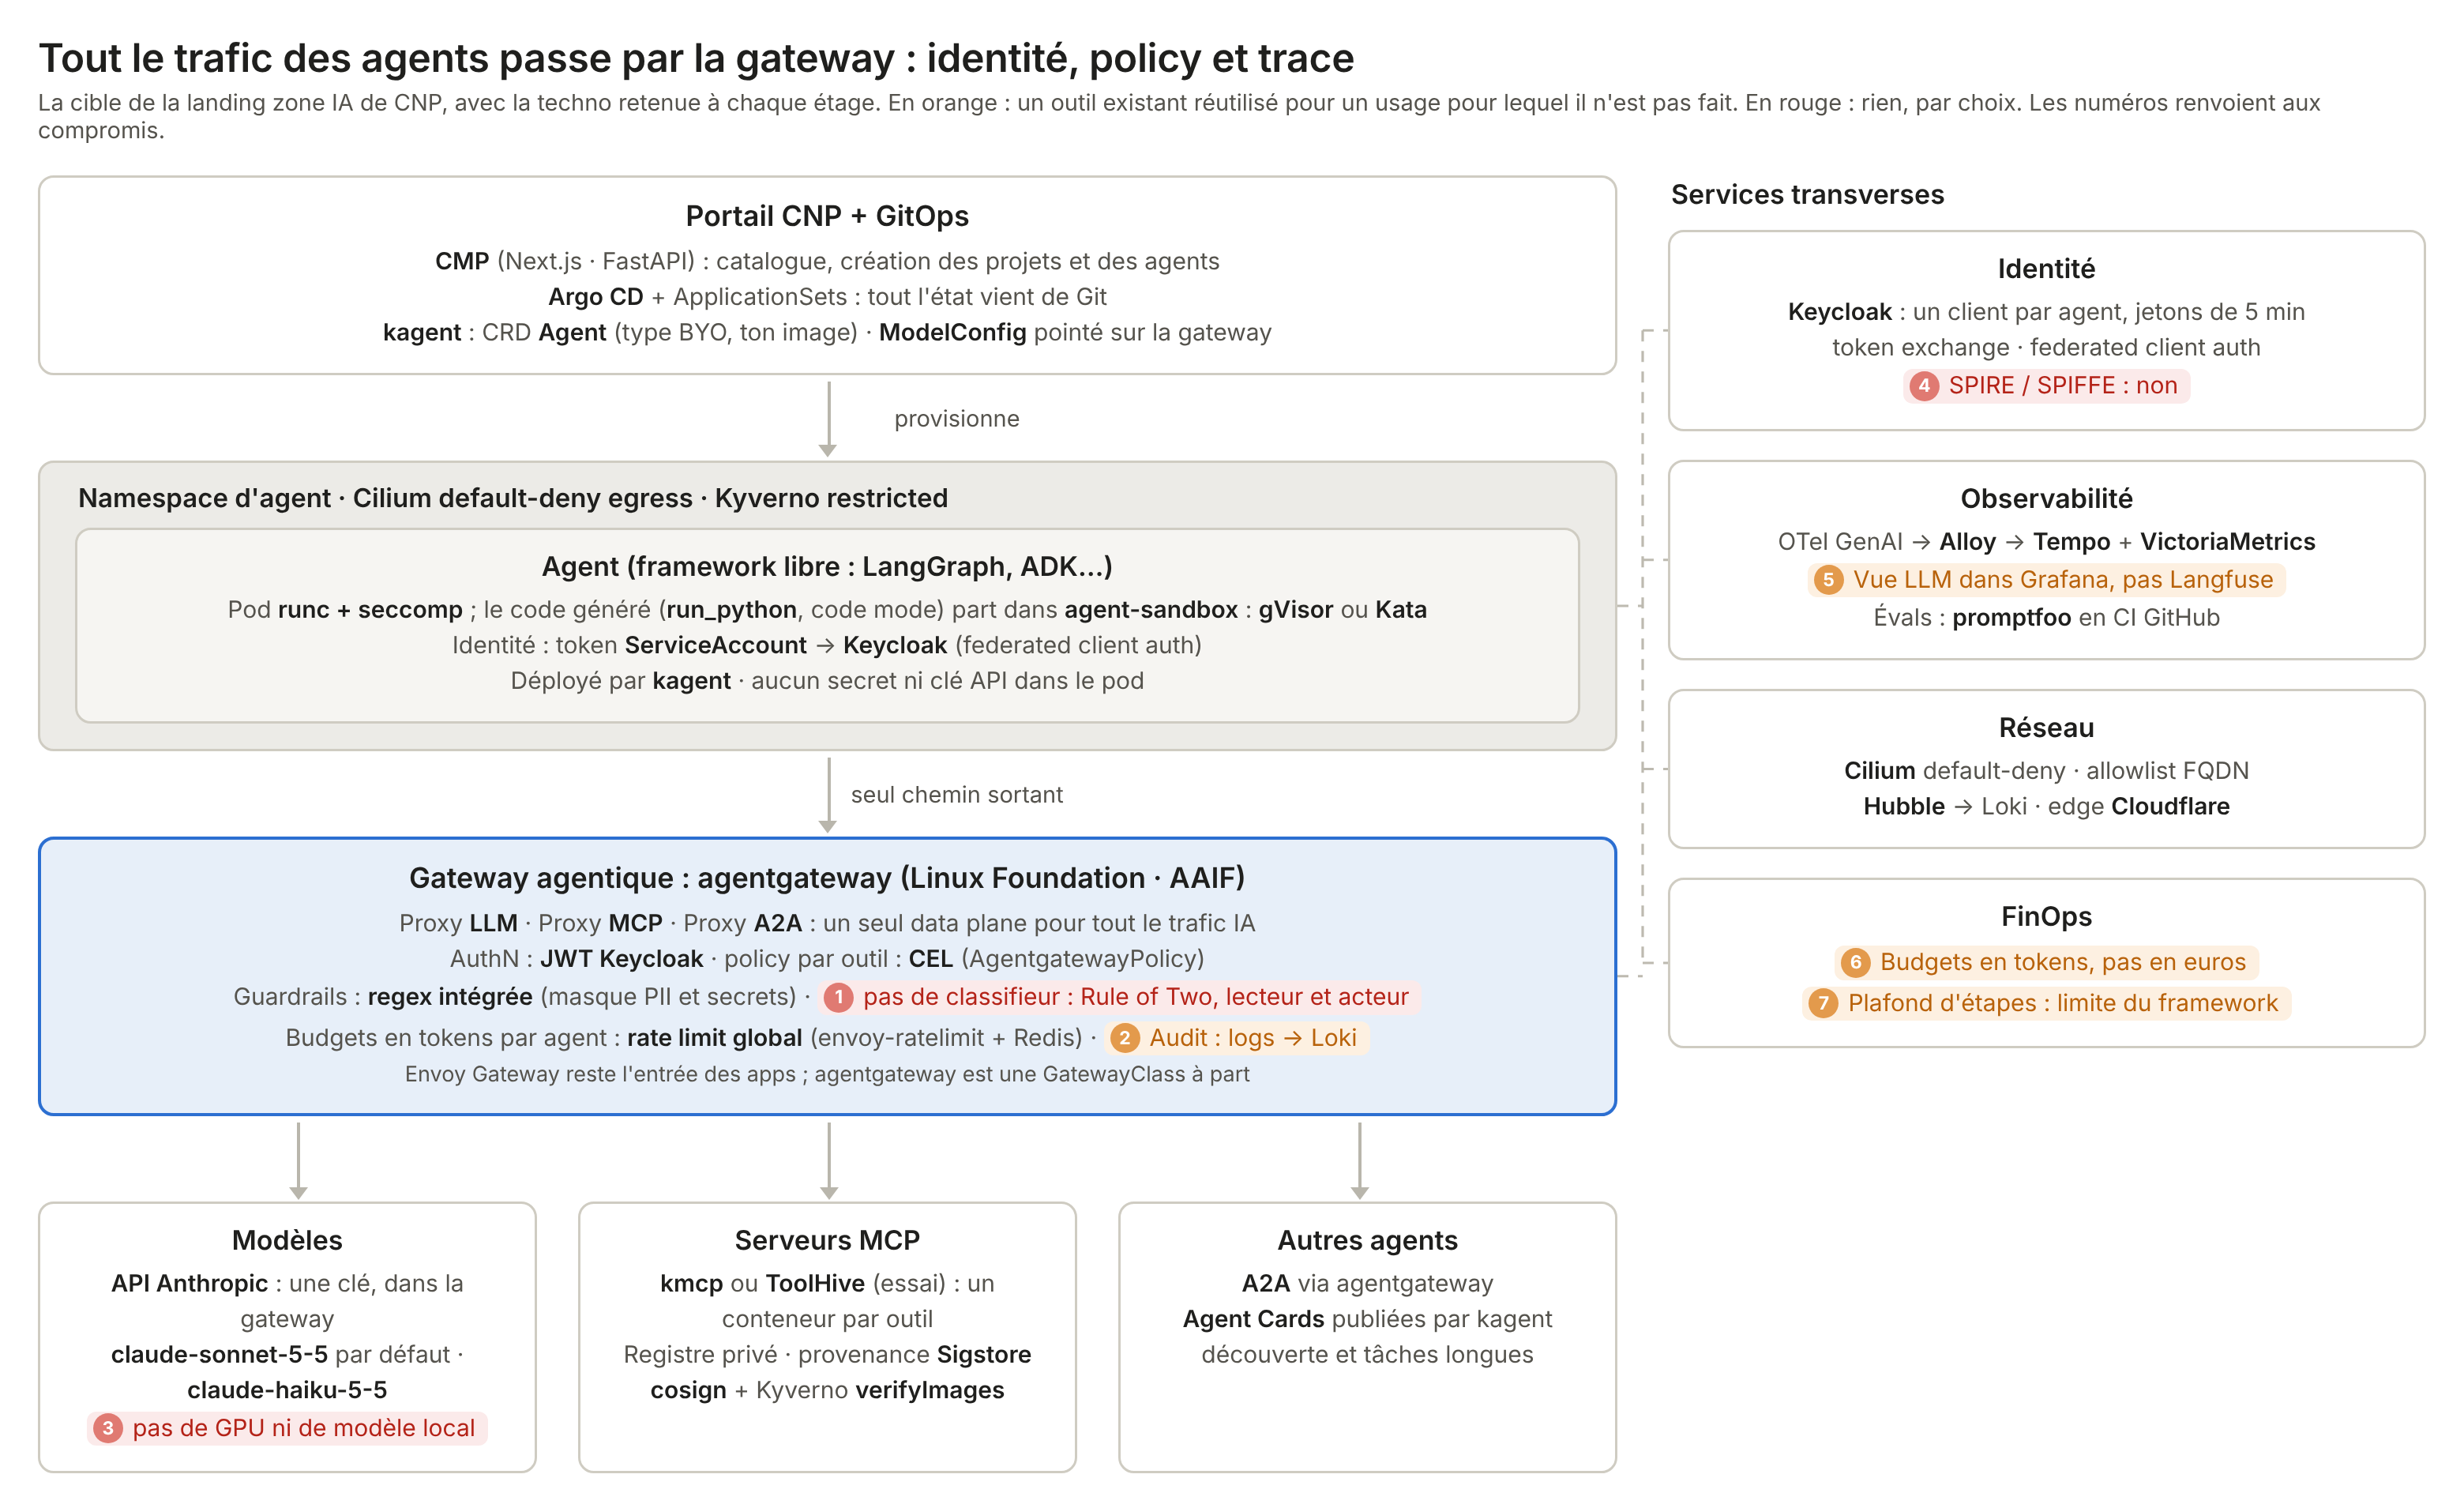 Tout le trafic des agents passe par la gateway : identité, policy et trace
La cible de la landing zone IA de CNP, avec la techno retenue à chaque étage. En orange : un outil existant réutilisé pour un usage pour lequel il n'est pas fait. En rouge : rien, par choix. Les numéros renvoient aux
compromis.
Portail CNP + GitOps
CMP (Next.js · FastAPI) : catalogue, création des projets et des agents
Argo CD + ApplicationSets : tout l'état vient de Git
kagent : CRD Agent (type BYO, ton image) · ModelConfig pointé sur la gateway
provisionne
Namespace d'agent · Cilium default-deny egress · Kyverno restricted
Agent (framework libre : LangGraph, ADK...)
Pod runc + seccomp ; le code généré (run_python, code mode) part dans agent-sandbox : gVisor ou Kata
Identité : token ServiceAccount → Keycloak (federated client auth)
Déployé par kagent · aucun secret ni clé API dans le pod
seul chemin sortant
Gateway agentique : agentgateway (Linux Foundation · AAIF)
Proxy LLM · Proxy MCP · Proxy A2A : un seul data plane pour tout le trafic IA
AuthN : JWT Keycloak · policy par outil : CEL (AgentgatewayPolicy)
Guardrails : regex intégrée (masque PII et secrets) · 1 pas de classifieur : Rule of Two, lecteur et acteur
Budgets en tokens par agent : rate limit global (envoy-ratelimit + Redis) · 2 Audit : logs → Loki
Envoy Gateway reste l'entrée des apps ; agentgateway est une GatewayClass à part
Modèles
API Anthropic : une clé, dans la
gateway
claude-sonnet-5-5 par défaut ·
claude-haiku-5-5
3 pas de GPU ni de modèle local
Serveurs MCP
kmcp ou ToolHive (essai) : un
conteneur par outil
Registre privé · provenance Sigstore
cosign + Kyverno verifyImages
Autres agents
A2A via agentgateway
Agent Cards publiées par kagent
découverte et tâches longues
Services transverses
Identité
Keycloak : un client par agent, jetons de 5 min
token exchange · federated client auth
4 SPIRE / SPIFFE : non
Observabilité
OTel GenAI → Alloy → Tempo + VictoriaMetrics
5 Vue LLM dans Grafana, pas Langfuse
Évals : promptfoo en CI GitHub
Réseau
Cilium default-deny · allowlist FQDN
Hubble → Loki · edge Cloudflare
FinOps
6 Budgets en tokens, pas en euros
7 Plafond d'étapes : limite du framework